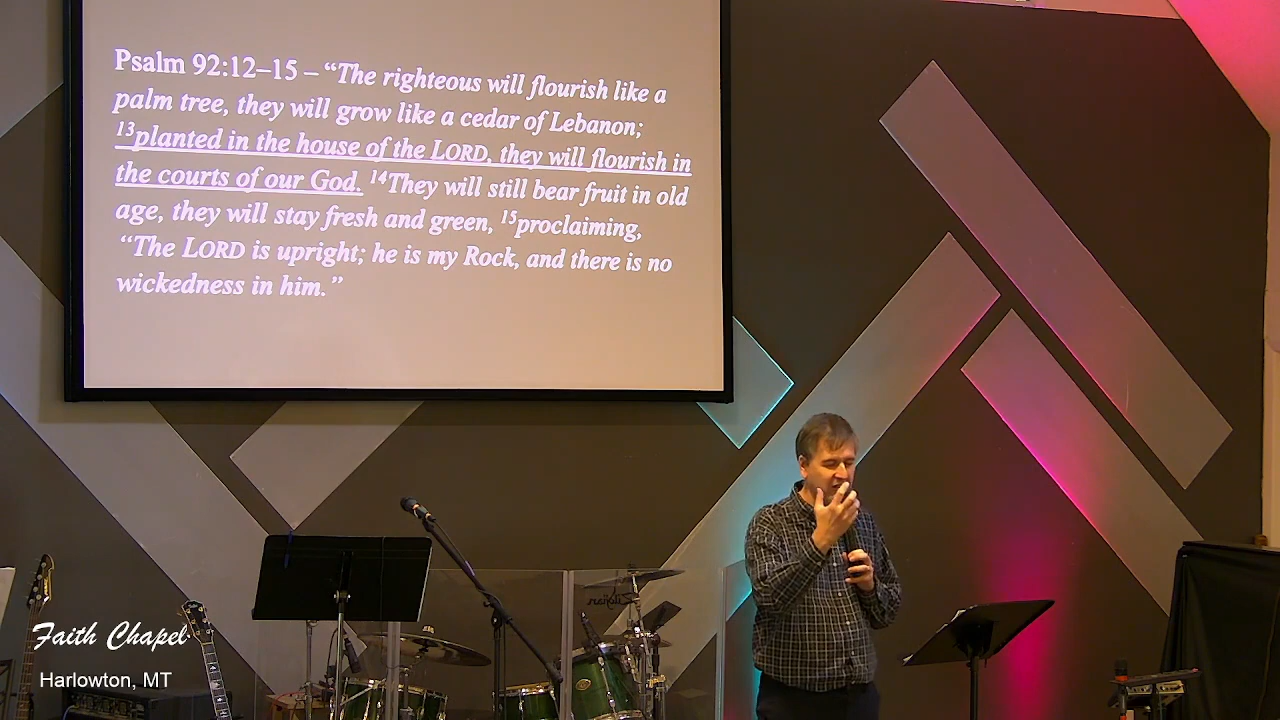 Psalm 92:12–15 – “The righteous will flourish like a
palm tree, they will grow like a cedar of Lebanon;
13planted in the house of the LORD, they will flourish in
the courts of our God. 14They will still bear fruit in old
age, they will stay fresh and green, 15proclaiming,
“The LORD is upright; he is my Rock, and there is no
wickedness in him.”
Zildjian
Faith Chapel
Harlowton, MT